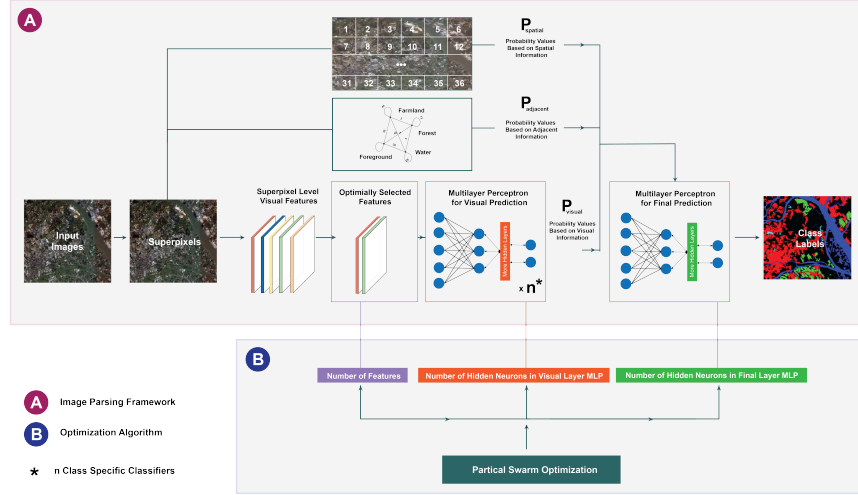 A
1 2 3 4 5 6
7 8 9 10 11 12
•••
31 32 33 34 35 36
P
spatial
Probability Values
Based on Spatial
Information
Farmland
Forest
Water
Foreground
P
adjacent
Probability Values
Based on Adjacent
Information
Input
Images
Superpixels
Superpixel Level
Visual Features
Optimially Selected
Features
Multilayer Perceptron
for Visual Prediction
More Hidden Layers
x n*
P
visual
Poability Values
Based on Visual
Information
Multilayer Perceptron
for Final Prediction
More Hidden Layers
Class
Labels
B
Number of Features
Number of Hidden Neurons in Visual Layer MLP
Number of Hidden Neurons in Final Layer MLP
Partical Swarm Optimization
A Image Parsing Framework
B Optimization Algorithm
* n Class Specific Classifiers